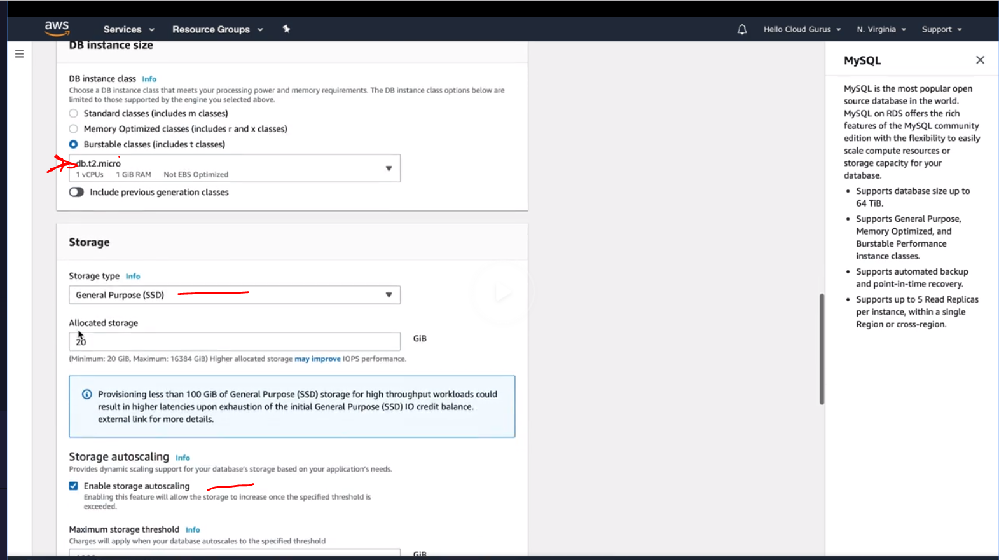 aws
Services
Resource Groups
Hello Cloud Gurus
N. Virginia
Support
DB instance size
DB instance class Info
Choose a DB instance class that meets your processing power and memory requirements. The DB instance class options below are
limited to those supported by the engine you selected above.
Standard classes (includes m classes)
Memory Optimized classes (includes r and x classes)
Burstable classes (includes t classes)
db.t2.micro
1 vCPUs 1 GiB RAM Not EBS Optimized
Include previous generation classes
Storage
Storage type Info
General Purpose (SSD)
Allocated storage
20
GiB
(Minimum: 20 GiB, Maximum: 16384 GiB) Higher allocated storage may improve IOPS performance.
Provisioning less than 100 GiB of General Purpose (SSD) storage for high throughput workloads could
result in higher latencies upon exhaustion of the initial General Purpose (SSD) IO credit balance.
external link for more details.
Storage autoscaling Info
Provides dynamic scaling support for your database's storage based on your application's needs.
Enable storage autoscaling
Enabling this feature will allow the storage to increase once the specified threshold is
exceeded.
Maximum storage threshold Info
Charges will apply when your database autoscales to the specified threshold
GiB
MySQL
MySQL is the most popular open
source database in the world.
MySQL on RDS offers the rich
features of the MySQL community
edition with the flexibility to easily
scale compute resources or
storage capacity for your
database.
• Supports database size up to
64 TiB.
• Supports General Purpose,
Memory Optimized, and
Burstable Performance
instance classes.
• Supports automated backup
and point-in-time recovery.
• Supports up to 5 Read Replicas
per instance, within a single
Region or cross-region.